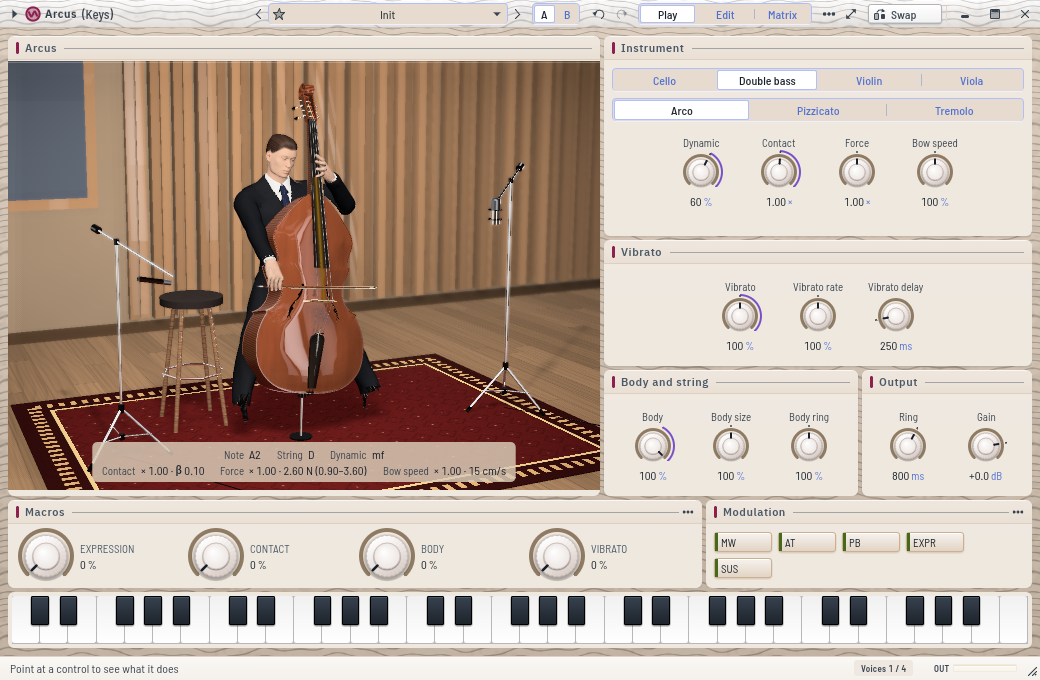 Arcus (Keys)
Init
A B
Play Edit Matrix
Swap
Arcus
Instrument
Cello Double bass Violin Viola
Arco Pizzicato Tremolo
Dynamic Contact Force Bow speed
60 % 1.00 × 1.00 × 100 %
Vibrato
Vibrato Vibrato rate Vibrato delay
100 % 100 % 250 ms
Body and string
Body Body size Body ring
100 % 100 % 100 %
Output
Ring Gain
800 ms +0.0 dB
Note A2 String D Dynamic mf
Contact × 1.00 · β 0.10 Force × 1.00 · 2.60 N (0.90–3.60) Bow speed × 1.00 · 15 cm/s
Macros
EXPRESSION
0 %
CONTACT
0 %
BODY
0 %
VIBRATO
0 %
Modulation
MW AT PB EXPR
SUS
Point at a control to see what it does
Voices 1 / 4
OUT